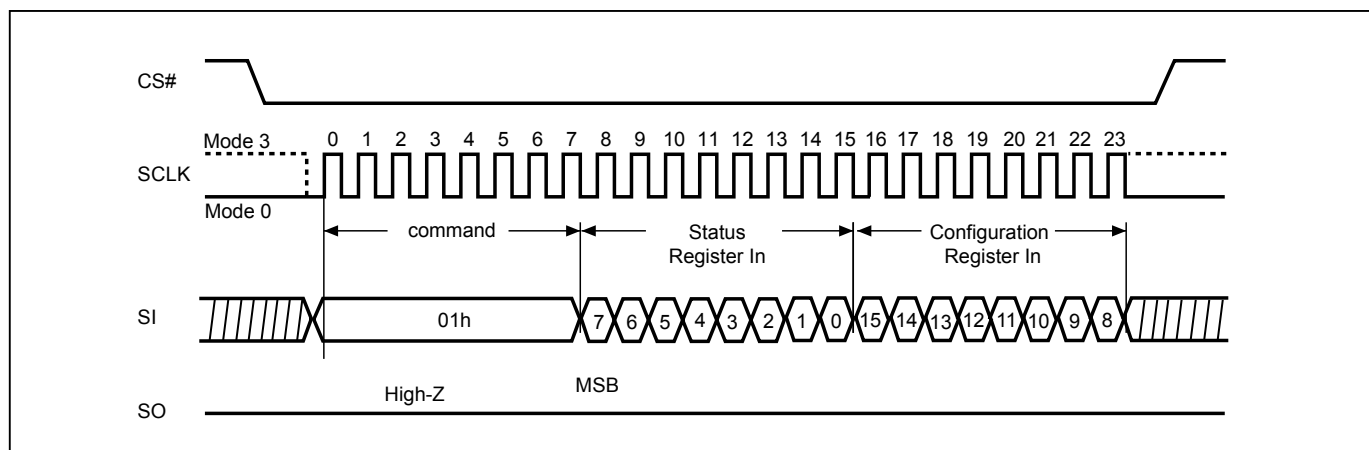 CS#
Mode 3
0 1 2 3 4 5 6 7 8 9 10 11 12 13 14 15 16 17 18 19 20 21 22 23
SCLK
Mode 0
command
Status
Register In
Configuration
Register In
SI
01h
7 6 5 4 3 2 1 0 15 14 13 12 11 10 9 8
High-Z
MSB
SO